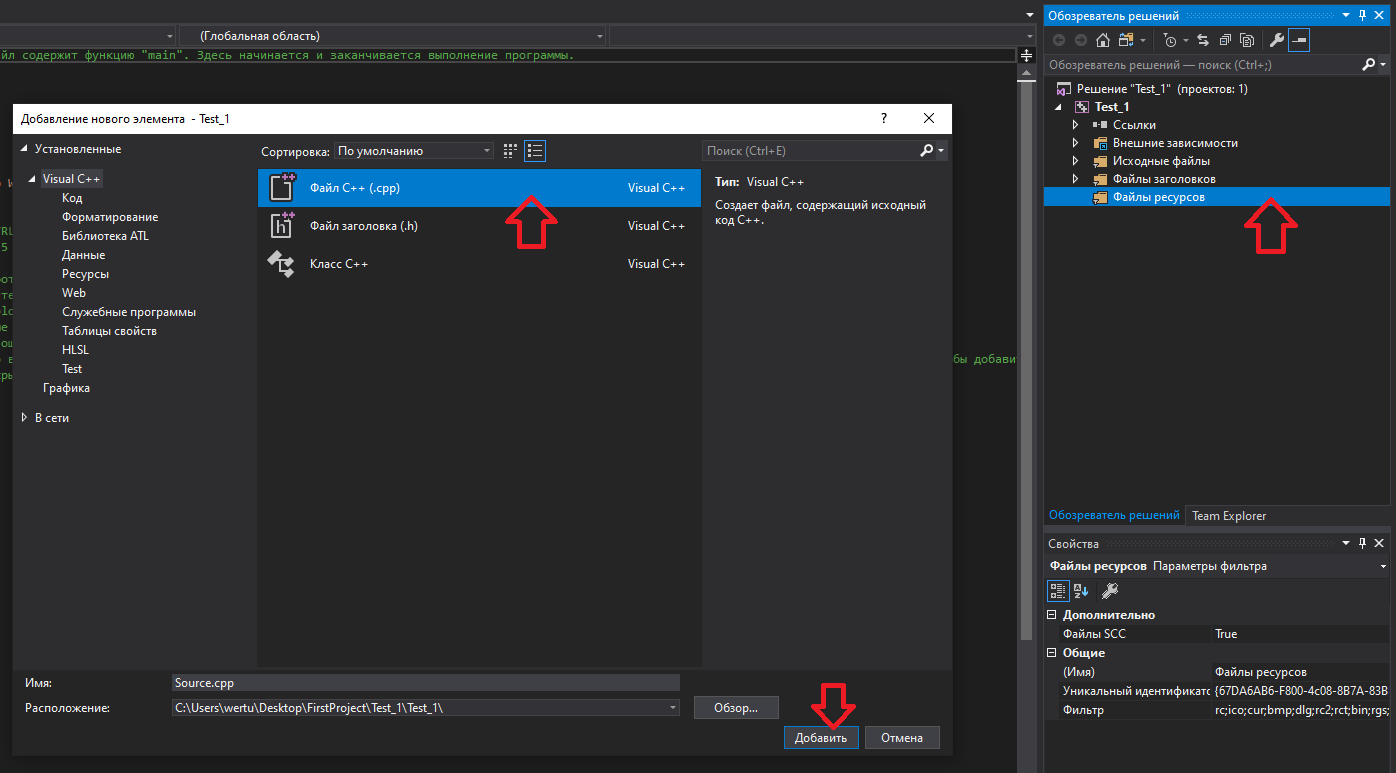 (Глобальная область)
йл содержит функцию "main". Здесь начинается и заканчивается выполнение программы.
бы добави
Добавление нового элемента - Test_1
?
Установленные
Visual C++
Код
Форматирование
Библиотека ATL
Данные
Ресурсы
Web
Служебные программы
Таблицы свойств
HLSL
Test
Графика
В сети
Сортировка: По умолчанию
Поиск (Ctrl+E)
Файл C++ (.cpp) Visual C++
Файл заголовка (.h) Visual C++
Класс C++ Visual C++
Тип: Visual C++
Создает файл, содержащий исходный
код C++.
Имя: Source.cpp
Расположение: C:\Users\wertu\Desktop\FirstProject\Test_1\Test_1\
Обзор...
Добавить Отмена
Обозреватель решений
Обозреватель решений — поиск (Ctrl+;)
Решение "Test_1" (проектов: 1)
Test_1
Ссылки
Внешние зависимости
Исходные файлы
Файлы заголовков
Файлы ресурсов
Обозреватель решений Team Explorer
Свойства
Файлы ресурсов Параметры фильтра
Дополнительно
Файлы SCC True
Общие
(Имя) Файлы ресурсов
Уникальный идентификато {67DA6AB6-F800-4c08-8B7A-83B
Фильтр rc;ico;cur;bmp;dlg;rc2;rct;bin;rgs;